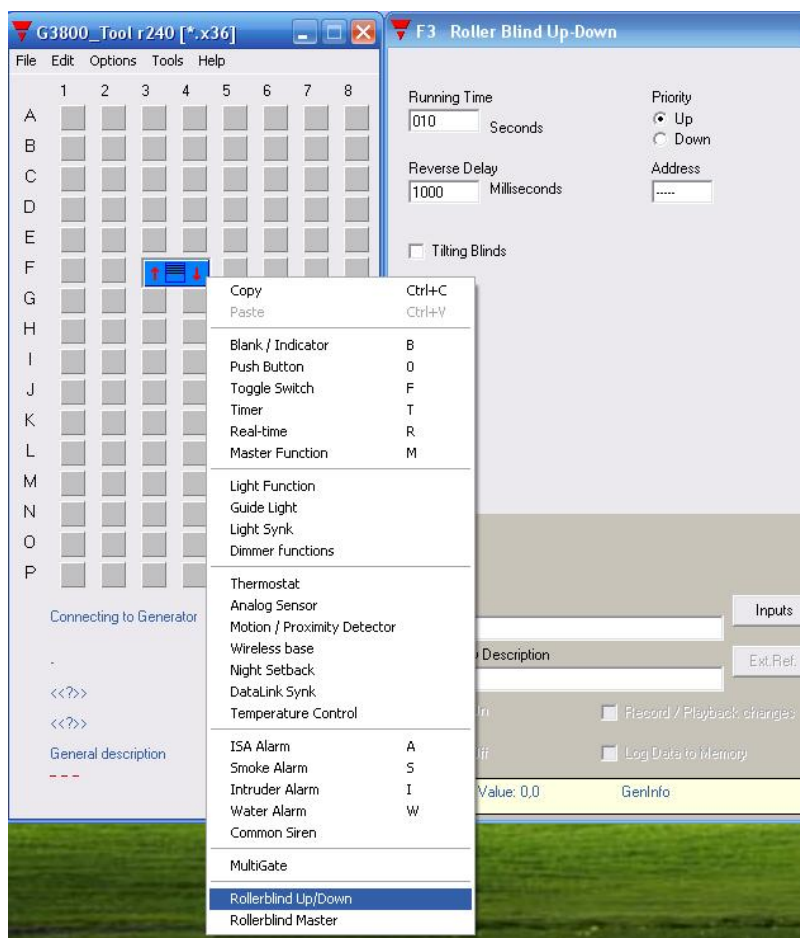 G3800_Tool r240 [*.x36]
File Edit Options Tools Help
1 2 3 4 5 6 7 8
A
B
C
D
E
F
G
H
I
J
K
L
M
N
O
P
Connecting to Generator
.
<<?>>
<<?>>
General description
---
F3 Roller Blind Up-Down
Running Time
010 Seconds
Priority
Up
Down
Reverse Delay
1000 Milliseconds
Address
-----
Tilting Blinds
Copy Ctrl+C
Paste Ctrl+V
Blank / Indicator B
Push Button 0
Toggle Switch F
Timer T
Real-time R
Master Function M
Light Function
Guide Light
Light Synk
Dimmer functions
Thermostat
Analog Sensor
Motion / Proximity Detector
Wireless base
Night Setback
DataLink Synk
Temperature Control
ISA Alarm A
Smoke Alarm S
Intruder Alarm I
Water Alarm W
Common Siren
MultiGate
Rollerblind Up/Down
Rollerblind Master
Inputs
Description
Ext.Ref.
Record / Playback changes
Log Data to Memory
Value: 0,0 GenInfo